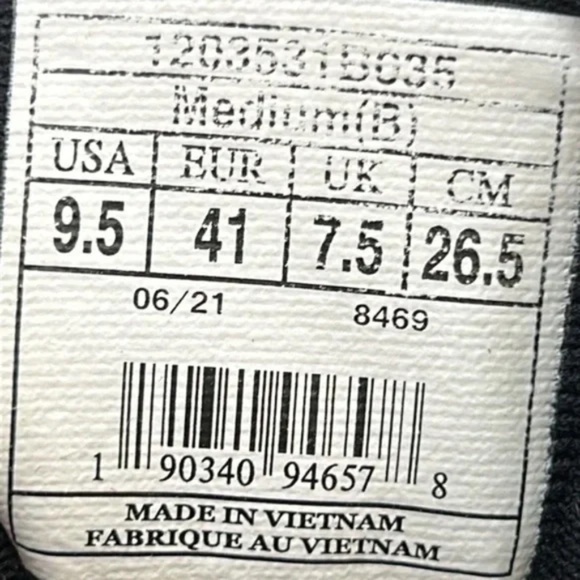 1203531B035
Medium(B)
USA EUR UK CM
9.5 41 7.5 26.5
06/21 8469
1 90340 94657 8
MADE IN VIETNAM
FABRIQUE AU VIETNAM